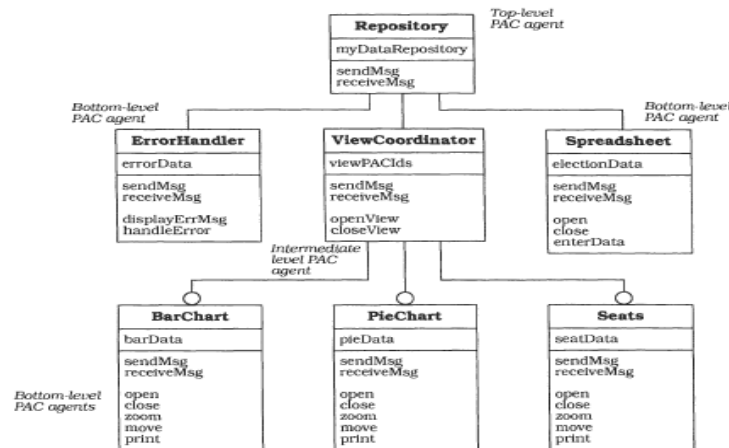 Top-level
PAC agent
Repository
myDataRepository
sendMsg
receiveMsg
Bottom-level
PAC agent
Bottom-level
PAC agent
ErrorHandler
errorData
sendMsg
receiveMsg
displayErrMsg
handleError
ViewCoordinator
viewPACIds
sendMsg
receiveMsg
openView
closeView
Spreadsheet
electionData
sendMsg
receiveMsg
open
close
enterData
Intermediate
level PAC
agent
BarChart
barData
sendMsg
receiveMsg
open
close
zoom
move
print
PieChart
pieData
sendMsg
receiveMsg
open
close
zoom
move
print
Seats
seatData
sendMsg
receiveMsg
open
close
zoom
move
print
Bottom-level
PAC agents